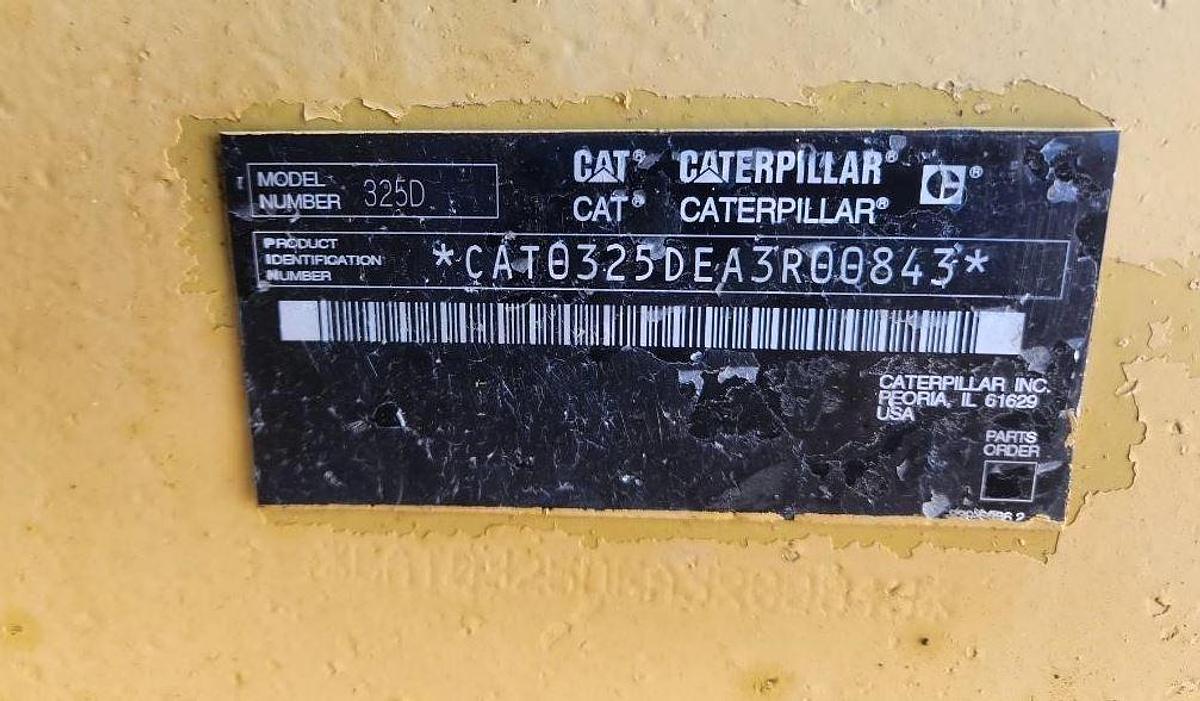 CAT® CATERPILLAR® C®
MODEL NUMBER 325D
CAT® CATERPILLAR®
PRODUCT
IDENTIFICATION
NUMBER
*CAT0325DEA3R00843*
CATERPILLAR INC.
PEORIA, IL 61629
USA
PARTS
ORDER